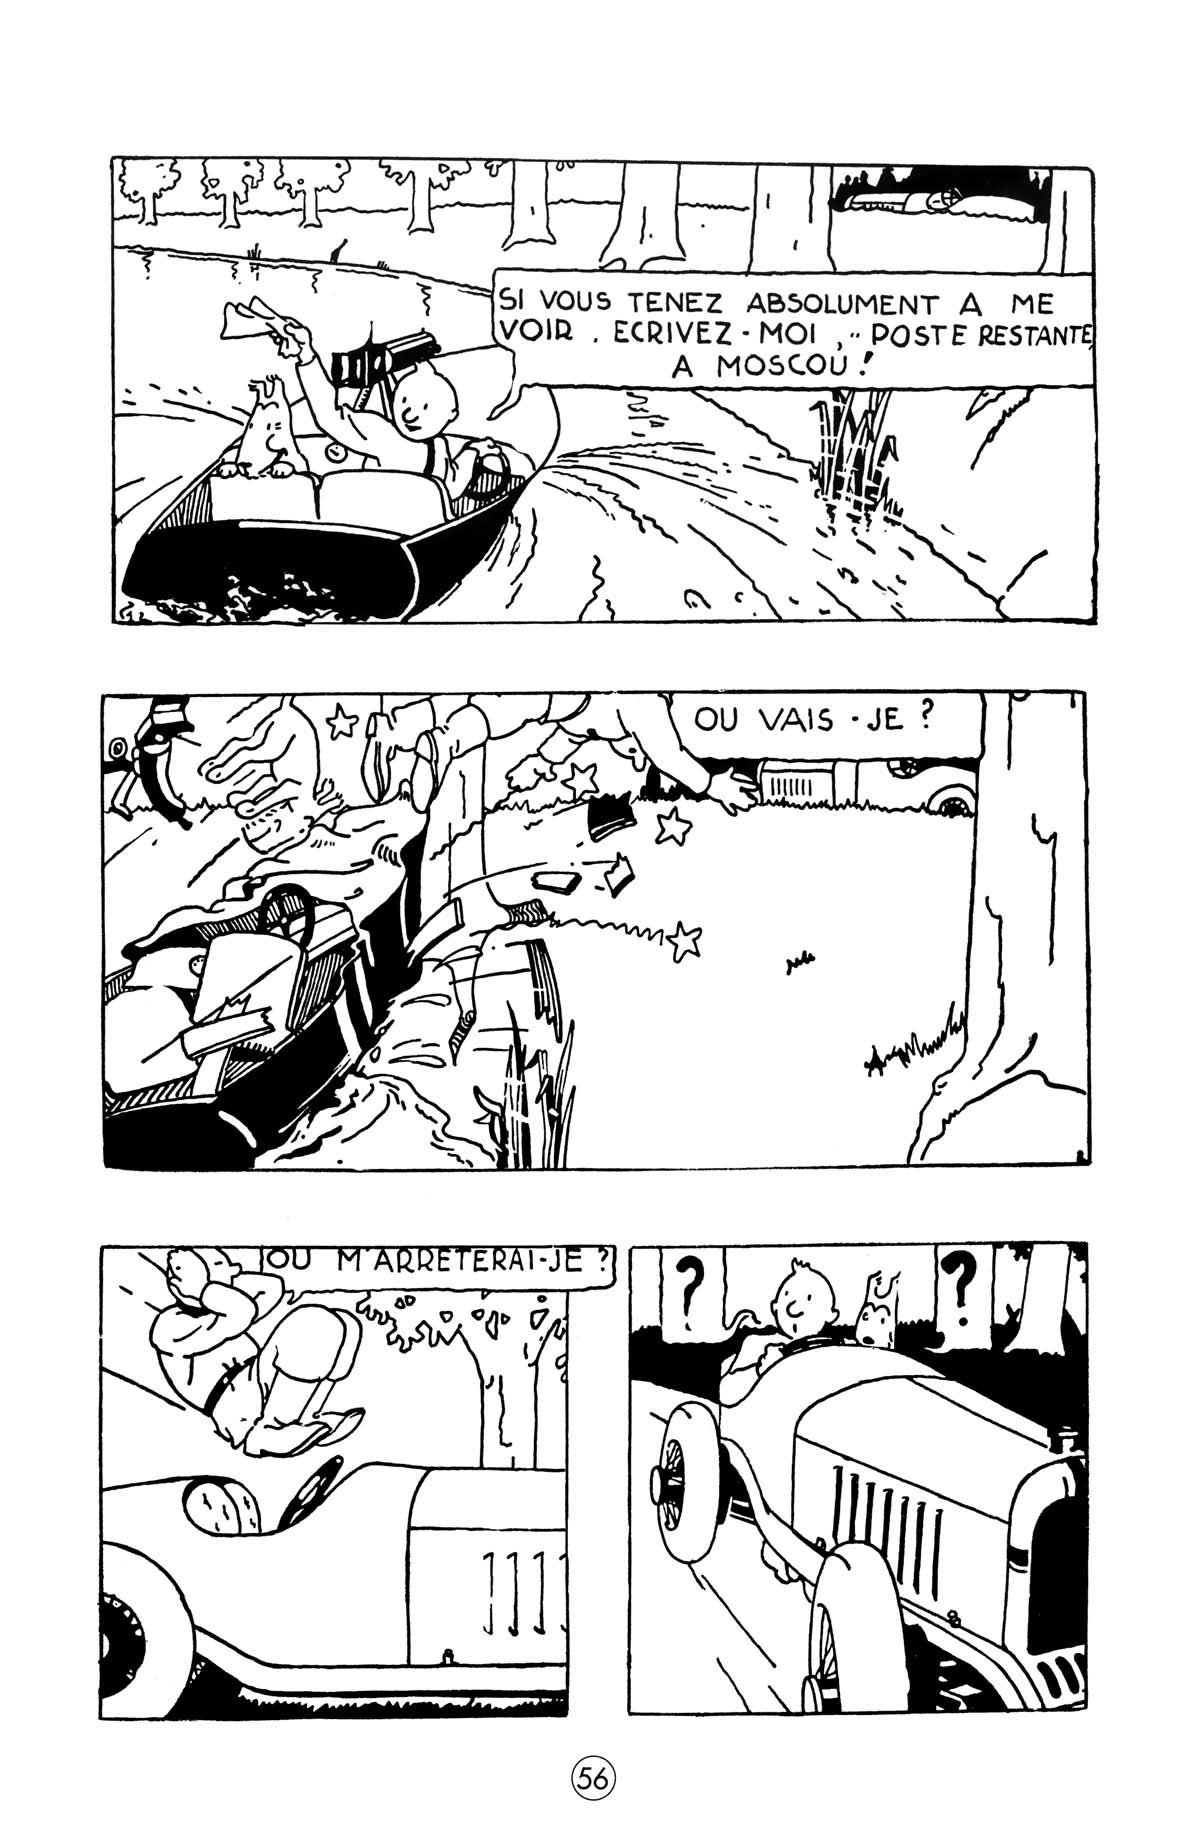 SI VOUS TENEZ ABSOLUMENT A ME
VOIR . ECRIVEZ - MOI , " POSTE RESTANTE,
A MOSCOU !
OU VAIS - JE ?
OU M'ARRETERAI-JE ?
?
?
56